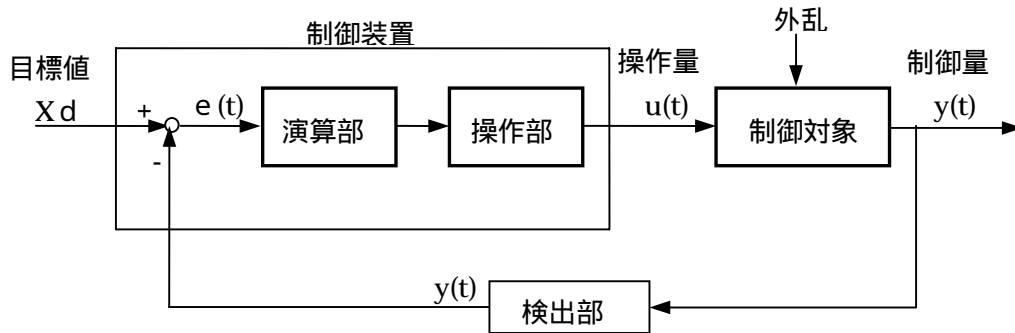 制御装置
外乱
目標値
操作量
制御量
Xd
+
e(t)
演算部
操作部
u(t)
制御対象
y(t)
-
y(t)
検出部